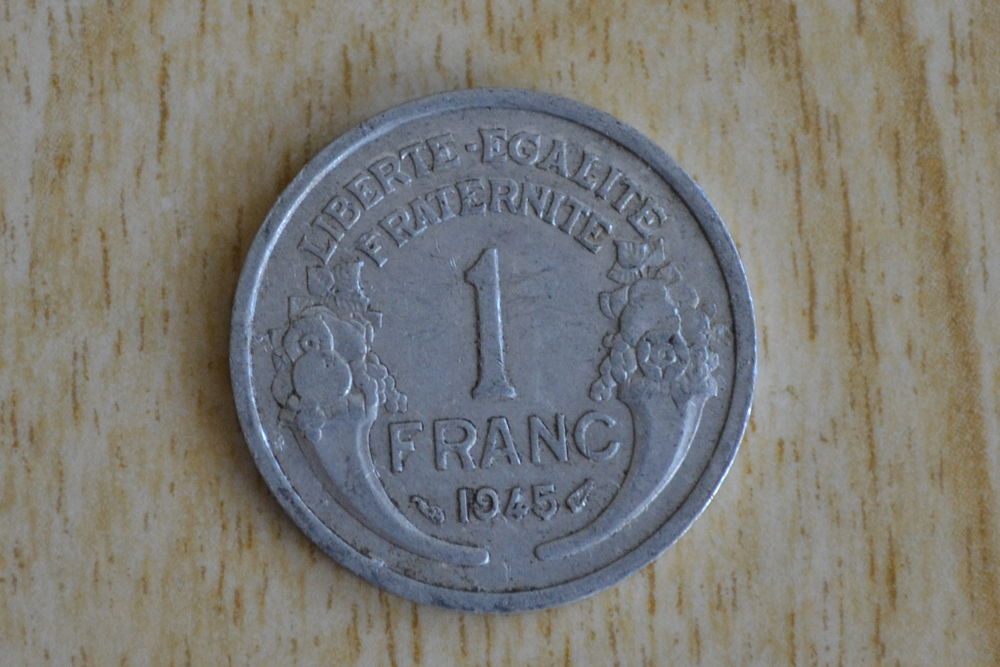 LIBERTE-EGALITE
FRATERNITE
1
FRANC
1945